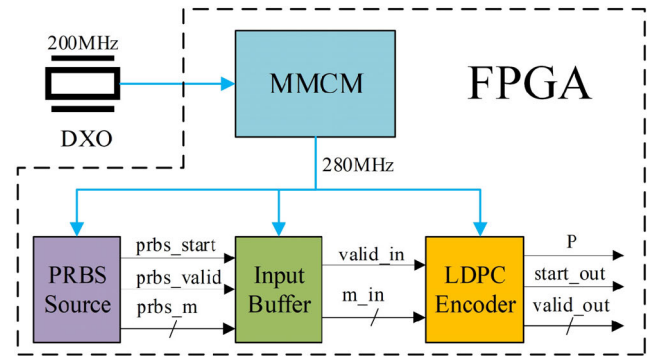 200MHz
DXO
MMCM
FPGA
280MHz
PRBS
Source
prbs_start
prbs_valid
prbs_m
Input
Buffer
valid_in
m_in
LDPC
Encoder
P
start_out
valid_out